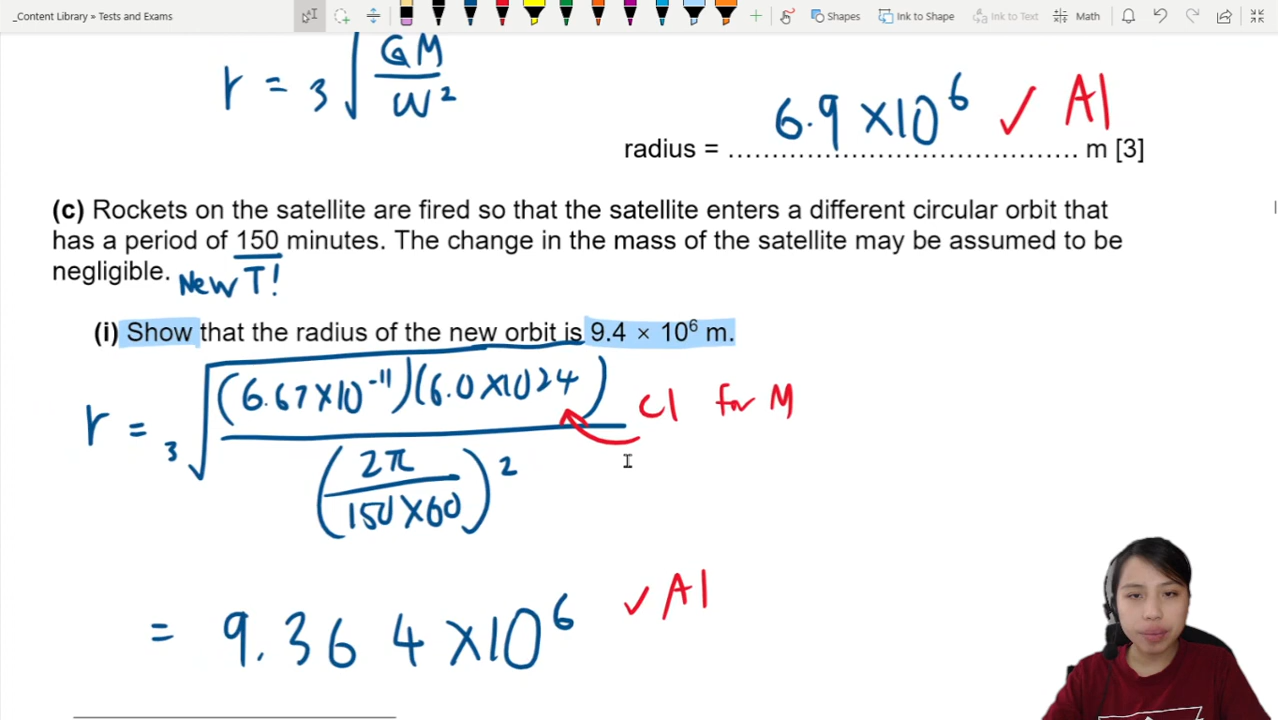 _Content Library » Tests and Exams
Shapes Ink to Shape Ink to Text Math
r = 3√ GM
W²
6.9 ×10⁶ ✓ A1
radius = ........................................ m [3]
(c) Rockets on the satellite are fired so that the satellite enters a different circular orbit that
has a period of 150 minutes. The change in the mass of the satellite may be assumed to be
negligible. New T!
(i) Show that the radius of the new orbit is 9.4 × 10⁶ m.
r = 3√ (6.67×10⁻¹¹)(6.0×1024) C1 for M
(2π / 150×60)²
= 9.364 ×10⁶ ✓ A1